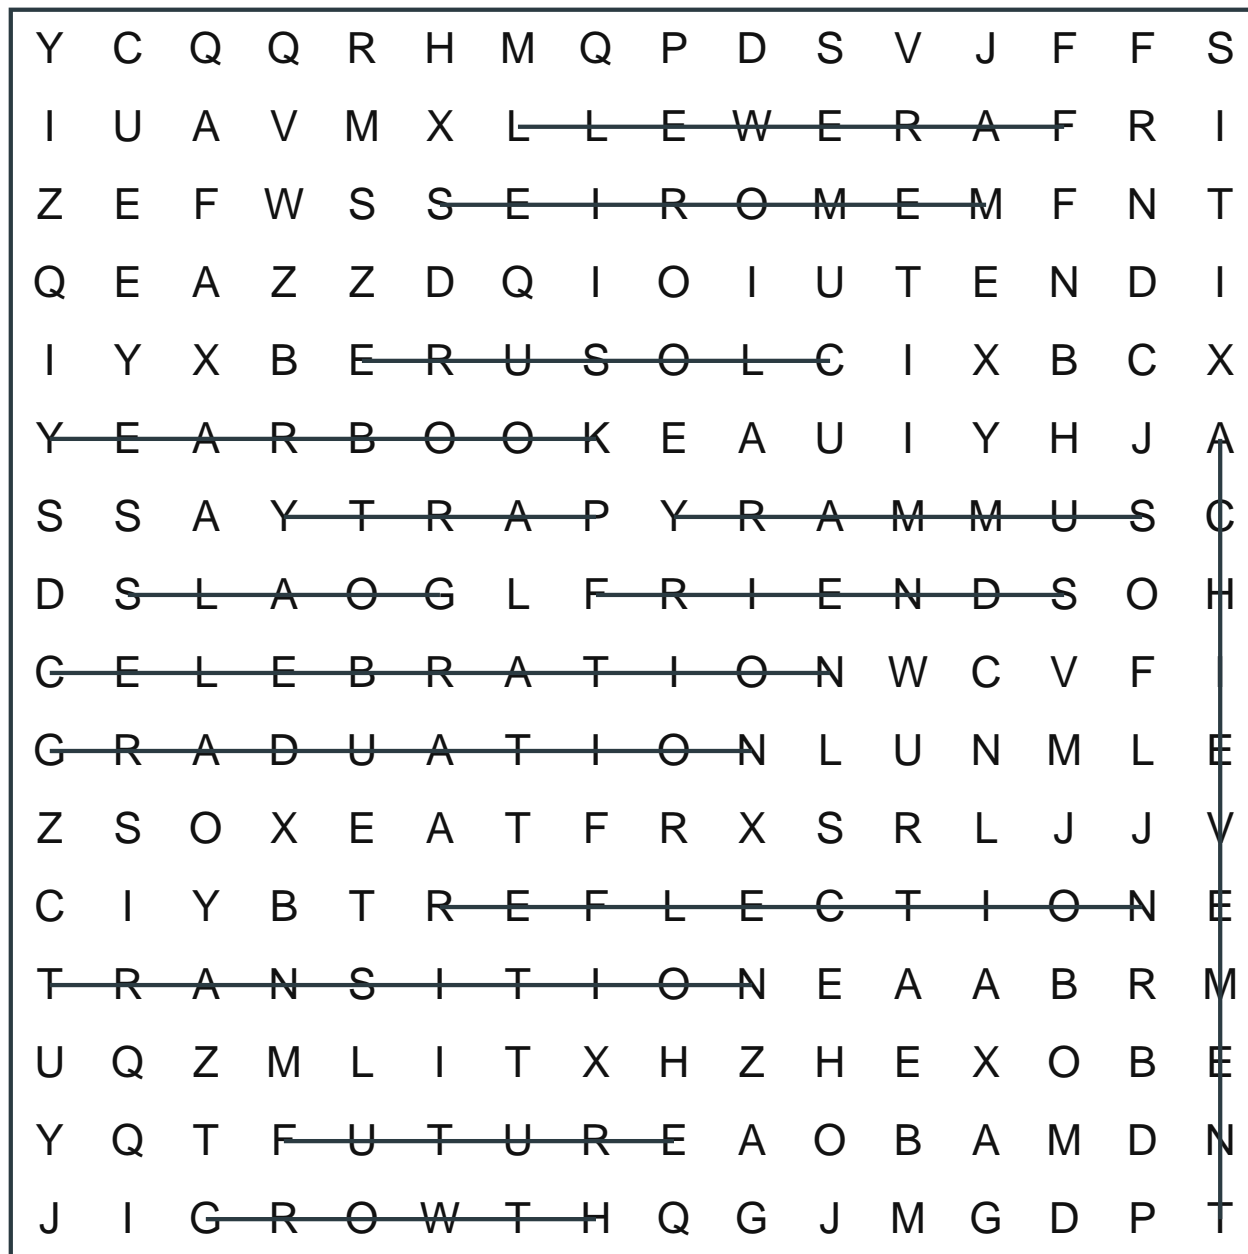 Y C Q Q R H M Q P D S V J F F S
I U A V M X L L E W E R A F R I
Z E F W S S E I R O M E M F N T
Q E A Z Z D Q I O I U T E N D I
I Y X B E R U S O L C I X B C X
Y E A R B O O K E A U I Y H J A
S S A Y T R A P Y R A M M U S C
D S L A O G L F R I E N D S O H
C E L E B R A T I O N W C V F I
G R A D U A T I O N L U N M L E
Z S O X E A T F R X S R L J J V
C I Y B T R E F L E C T I O N E
T R A N S I T I O N E A A B R M
U Q Z M L I T X H Z H E X O B E
Y Q T F U T U R E A O B A M D N
J I G R O W T H Q G J M G D P T